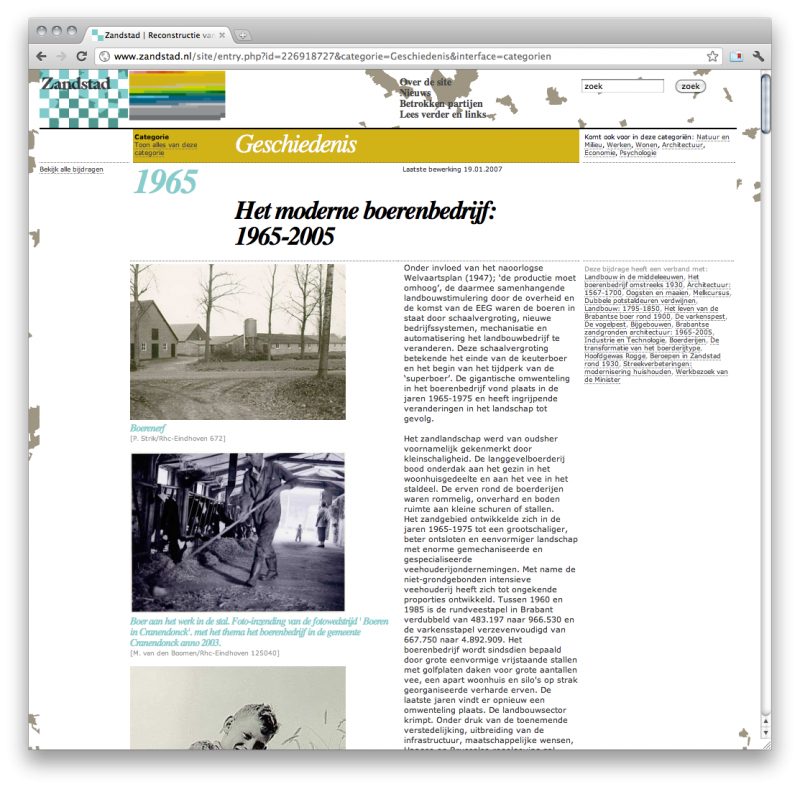 Zandstad | Reconstructie van
www.zandstad.nl/site/entry.php?id=226918727&categorie=Geschiedenis&interface=categorien
Zandstad
Over de site
Nieuws
Betrokken partijen
Lees verder en links
zoek
zoek
Categorie
Toon alles van deze
categorie
Geschiedenis
Komt ook voor in deze categoriën: Natuur en
Milieu, Werken, Wonen, Architectuur,
Economie, Psychologie
Bekijk alle bijdragen
1965
Laatste bewerking 19.01.2007
Het moderne boerenbedrijf:
1965-2005
Boerenerf
[P. Strik/Rhc-Eindhoven 672]
Boer aan het werk in de stal. Foto-inzending van de fotowedstrijd ' Boeren
in Cranendonck'. met het thema het boerenbedrijf in de gemeente
Cranendonck anno 2003.
[M. van den Boomen/Rhc-Eindhoven 125040]
Onder invloed van het naoorlogse
Welvaartsplan (1947); 'de productie moet
omhoog', de daarmee samenhangende
landbouwstimulering door de overheid en
de komst van de EEG waren de boeren in
staat door schaalvergroting, nieuwe
bedrijfssystemen, mechanisatie en
automatisering het landbouwbedrijf te
veranderen. Deze schaalvergroting
betekende het einde van de keuterboer
en het begin van het tijdperk van de
'superboer'. De gigantische omwenteling
in het boerenbedrijf vond plaats in de
jaren 1965-1975 en heeft ingrijpende
veranderingen in het landschap tot
gevolg.
Het zandlandschap werd van oudsher
voornamelijk gekenmerkt door
kleinschaligheid. De langgevelboerderij
bood onderdak aan het gezin in het
woonhuisgedeelte en aan het vee in het
staldeel. De erven rond de boerderijen
waren rommelig, onverhard en boden
ruimte aan kleine schuren of stallen.
Het zandgebied ontwikkelde zich in de
jaren 1965-1975 tot een grootschaliger,
beter ontsloten en eenvormiger landschap
met enorme gemechaniseerde en
gespecialiseerde
veehouderijondernemingen. Met name de
niet-grondgebonden intensieve
veehouderij heeft zich tot ongekende
proporties ontwikkeld. Tussen 1960 en
1985 is de rundveestapel in Brabant
verdubbeld van 483.197 naar 966.530 en
de varkensstapel verzevenvoudigd van
667.750 naar 4.892.909. Het
boerenbedrijf wordt sindsdien bepaald
door grote eenvormige vrijstaande stallen
met golfplaten daken voor grote aantallen
vee, een apart woonhuis en silo's op strak
georganiseerde verharde erven. De
laatste jaren vindt er opnieuw een
omwenteling plaats. De landbouwsector
krimpt. Onder druk van de toenemende
verstedelijking, uitbreiding van de
infrastructuur, maatschappelijke wensen,
Deze bijdrage heeft een verband met:
Landbouw in de middeleeuwen, Het
boerenbedrijf omstreeks 1930, Architectuur:
1567-1700, Oogsten en maaien, Melkcursus,
Dubbele potstaldeuren verdwijnen,
Landbouw: 1795-1850, Het leven van de
Brabantse boer rond 1900, De varkenspest,
De vogelpest, Bijgebouwen, Brabantse
zandgronden architectuur: 1965-2005,
Industrie en Technologie, Boerderijen, De
transformatie van het boerderijtype,
Hoofdgewas Rogge, Beroepen in Zandstad
rond 1930, Streekverbeteringen:
modernisering huishouden, Werkbezoek van
de Minister